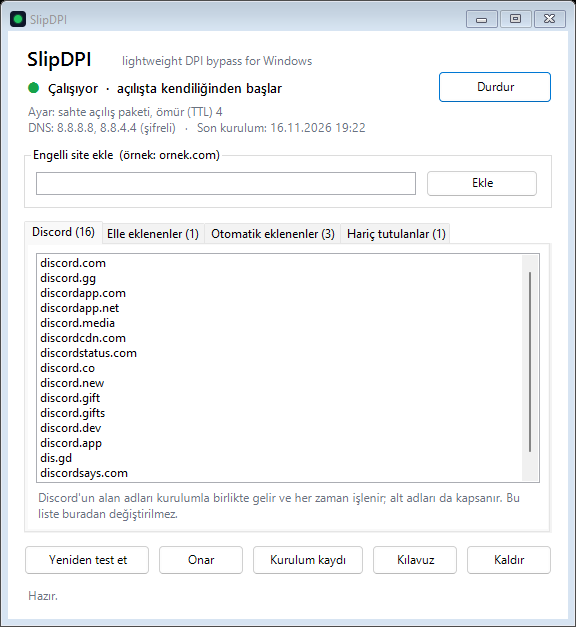 SlipDPI
SlipDPI lightweight DPI bypass for Windows
Çalışıyor · açılışta kendiliğinden başlar
Durdur
Ayar: sahte açılış paketi, ömür (TTL) 4
DNS: 8.8.8.8, 8.8.4.4 (şifreli) · Son kurulum: 16.11.2026 19:22
Engelli site ekle (örnek: ornek.com)
Ekle
Discord (16) Elle eklenenler (1) Otomatik eklenenler (3) Hariç tutulanlar (1)
discord.com
discord.gg
discordapp.com
discordapp.net
discord.media
discordcdn.com
discordstatus.com
discord.co
discord.new
discord.gift
discord.gifts
discord.dev
discord.app
dis.gd
discordsays.com
Discord'un alan adları kurulumla birlikte gelir ve her zaman işlenir; alt adları da kapsanır. Bu
liste buradan değiştirilmez.
Yeniden test et Onar Kurulum kaydı Kılavuz Kaldır
Hazır.